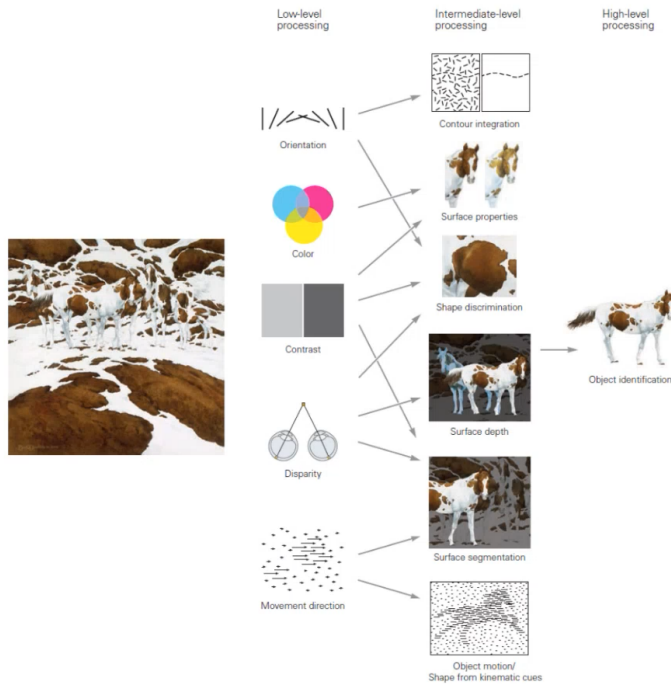 Low-level
processing
Intermediate-level
processing
High-level
processing
Orientation
Contour integration
Color
Surface properties
Contrast
Shape discrimination
Object identification
Surface depth
Disparity
Surface segmentation
Movement direction
Object motion/
Shape from kinematic cues